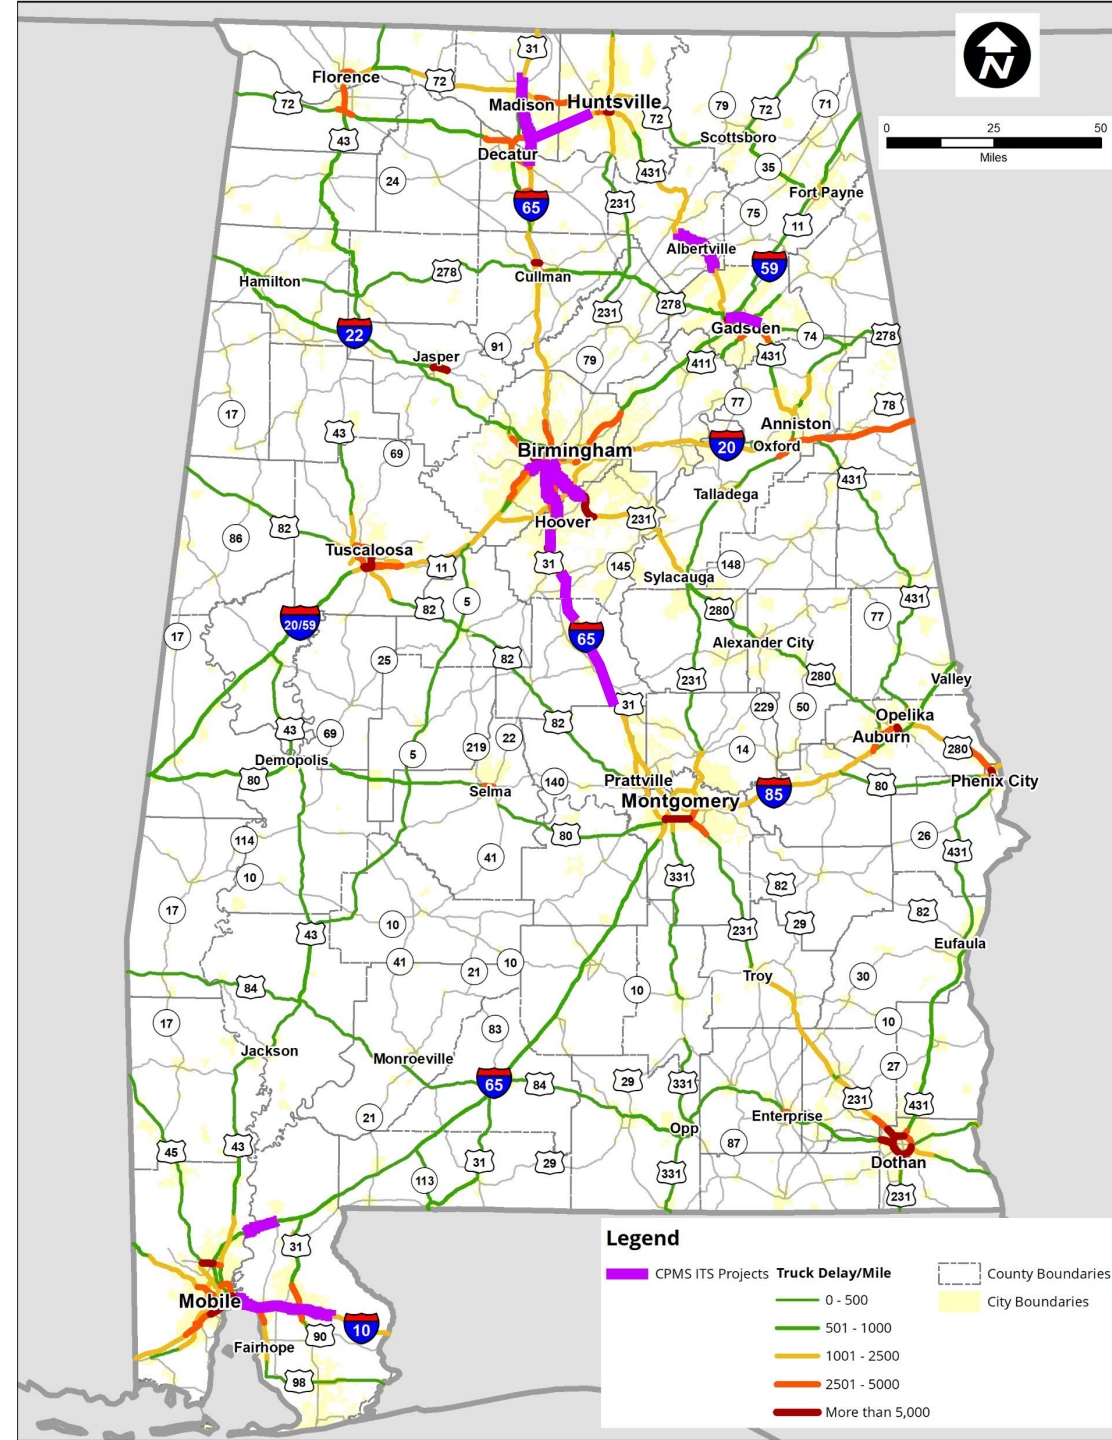 N
0 25 50
Miles
31
Florence
72
Madison
Huntsville
79
72
71
72
43
72
Scottsboro
Decatur
35
24
431
Fort Payne
65
231
75
11
Albertville
59
278
Cullman
Hamilton
278
231
Gadsden
22
74
278
91
Jasper
79
411
431
77
78
17
Anniston
43
69
Birmingham
20
Oxford
431
Talladega
82
Hoover
231
86
Tuscaloosa
31
145
11
148
Sylacauga
5
82
280
431
20/59
77
17
65
Alexander City
25
82
280
231
Valley
31
229
50
Opelika
82
43
69
22
Auburn
219
14
280
5
Demopolis
80
140
Prattville
Phenix City
Selma
85
80
Montgomery
80
114
26
41
431
10
331
82
17
82
10
29
43
231
Eufaula
41
10
21
Troy
30
84
10
17
83
10
Jackson
Monroeville
27
65
84
29
331
231
431
21
Enterprise
Opp
45
43
87
31
29
Dothan
113
331
231
31
Mobile
10
90
Fairhope
98
Legend
CPMS ITS Projects
Truck Delay/Mile
0 - 500
501 - 1000
1001 - 2500
2501 - 5000
More than 5,000
County Boundaries
City Boundaries